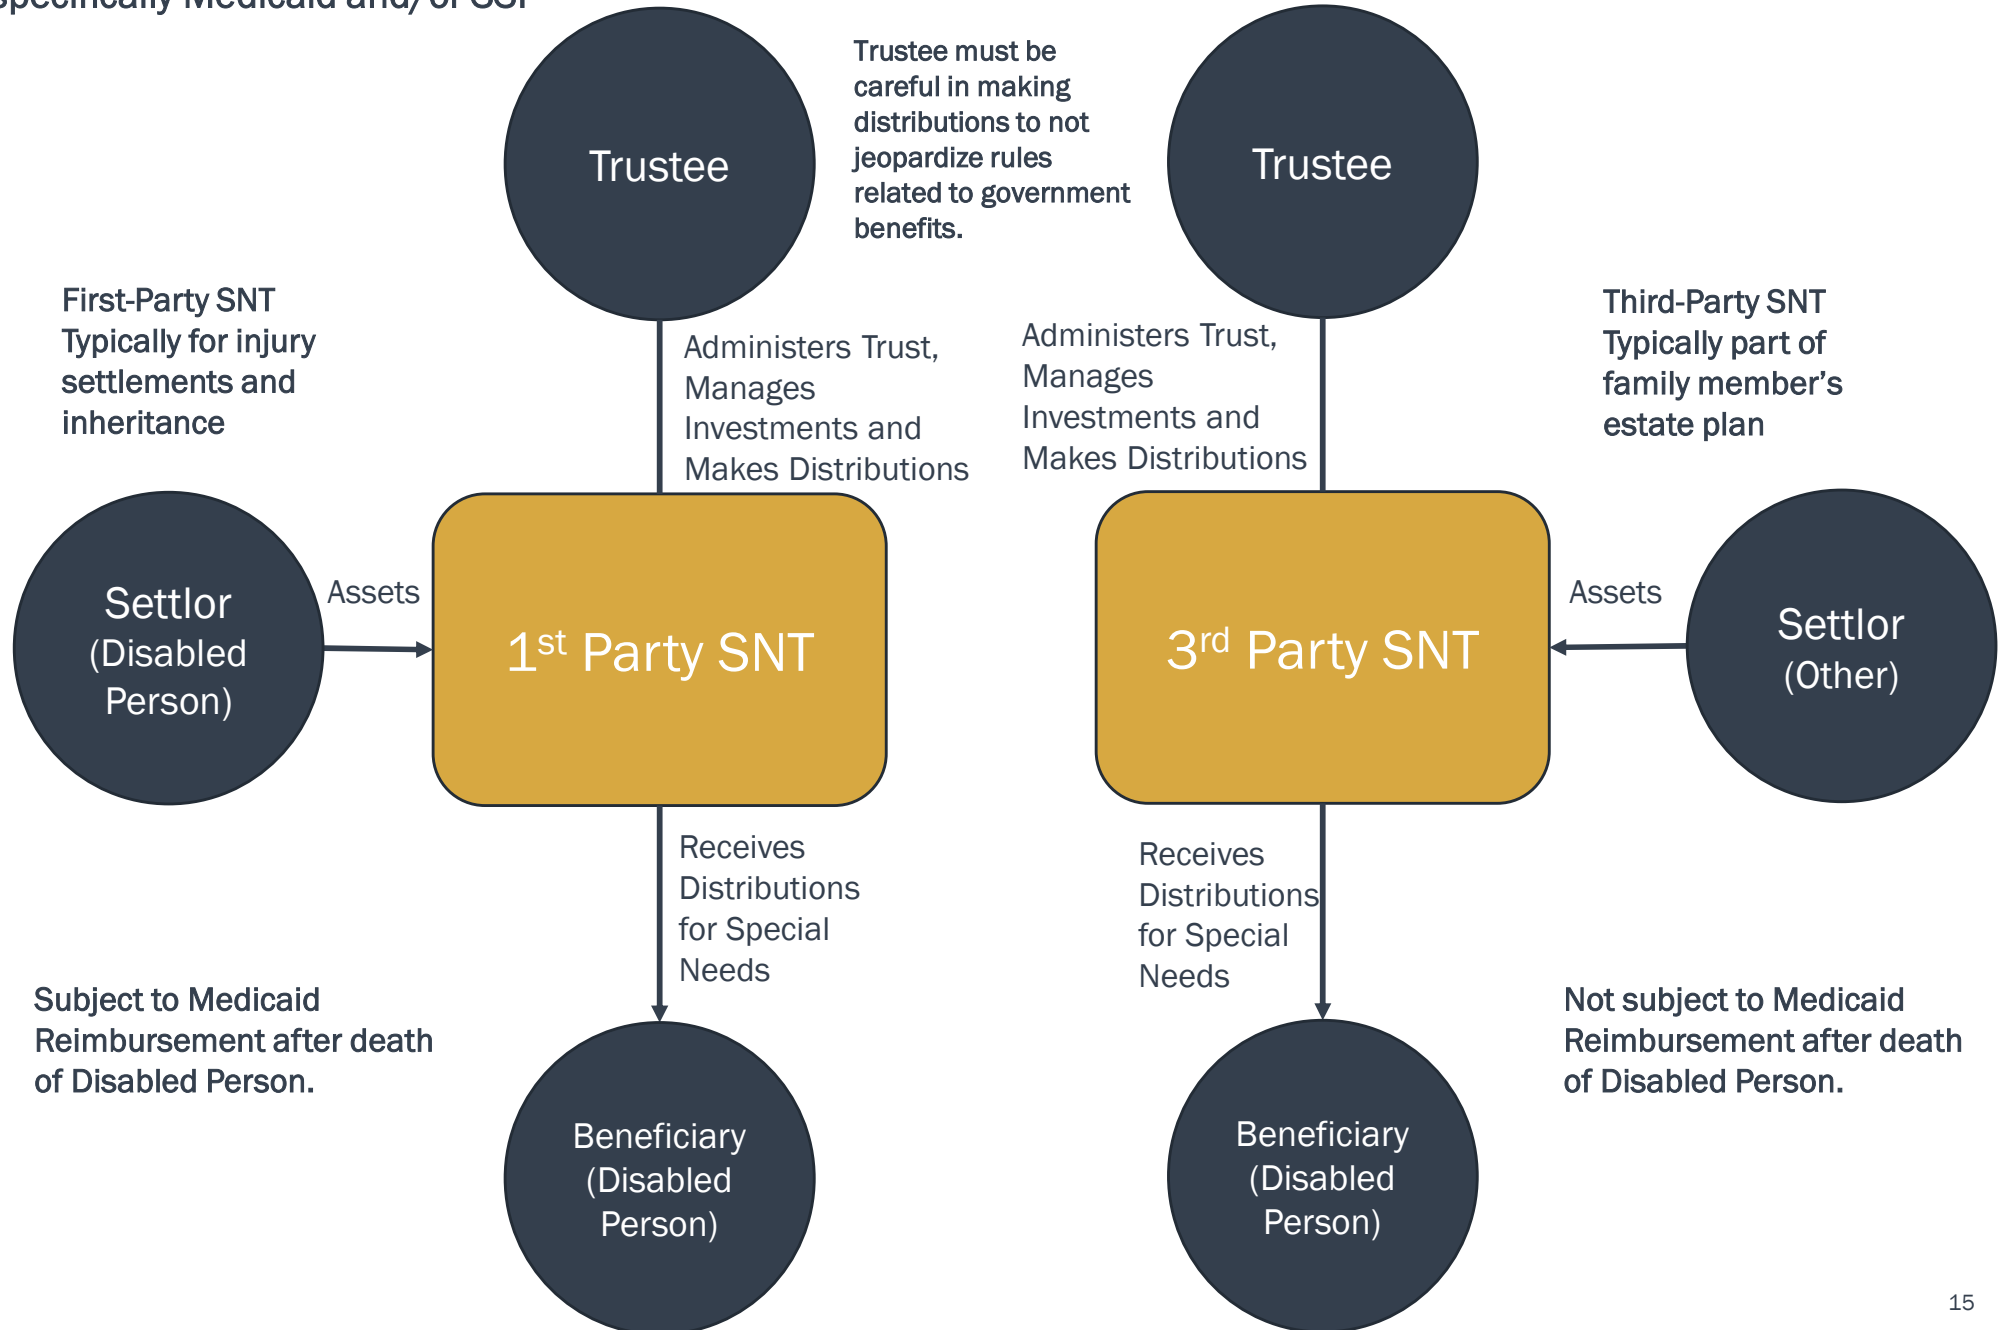 specifically Medicaid and/or SSI
Trustee
Trustee must be
careful in making
distributions to not
jeopardize rules
related to government
benefits.
Trustee
First-Party SNT
Typically for injury
settlements and
inheritance
Administers Trust,
Manages
Investments and
Makes Distributions
Administers Trust,
Manages
Investments and
Makes Distributions
Third-Party SNT
Typically part of
family member’s
estate plan
Settlor
(Disabled
Person)
Assets
1st Party SNT
3rd Party SNT
Assets
Settlor
(Other)
Receives
Distributions
for Special
Needs
Receives
Distributions
for Special
Needs
Subject to Medicaid
Reimbursement after death
of Disabled Person.
Beneficiary
(Disabled
Person)
Beneficiary
(Disabled
Person)
Not subject to Medicaid
Reimbursement after death
of Disabled Person.
15